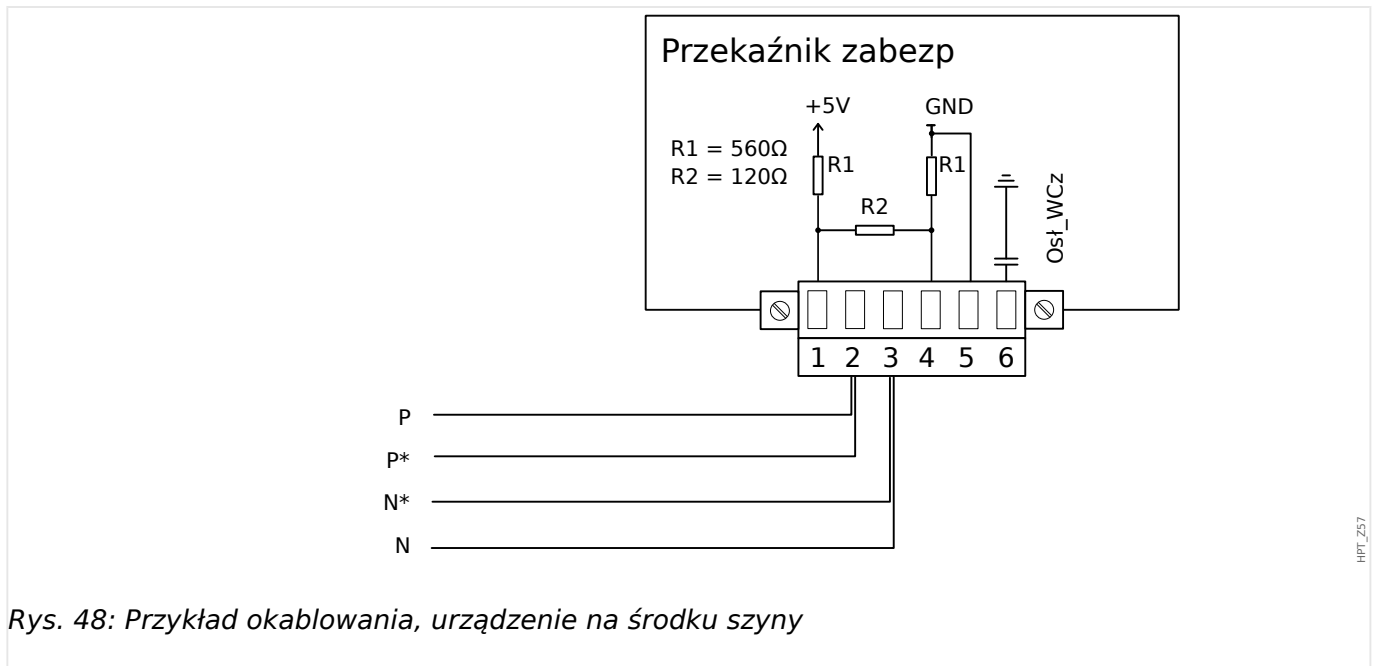 Przekaźnik zabezp
+5V
GND
R1 = 560Ω
R2 = 120Ω
R1
R1
R2
Osł_WCz
1 2 3 4 5 6
P
P*
N*
N
HPT_Z57
Rys. 48: Przykład okablowania, urządzenie na środku szyny